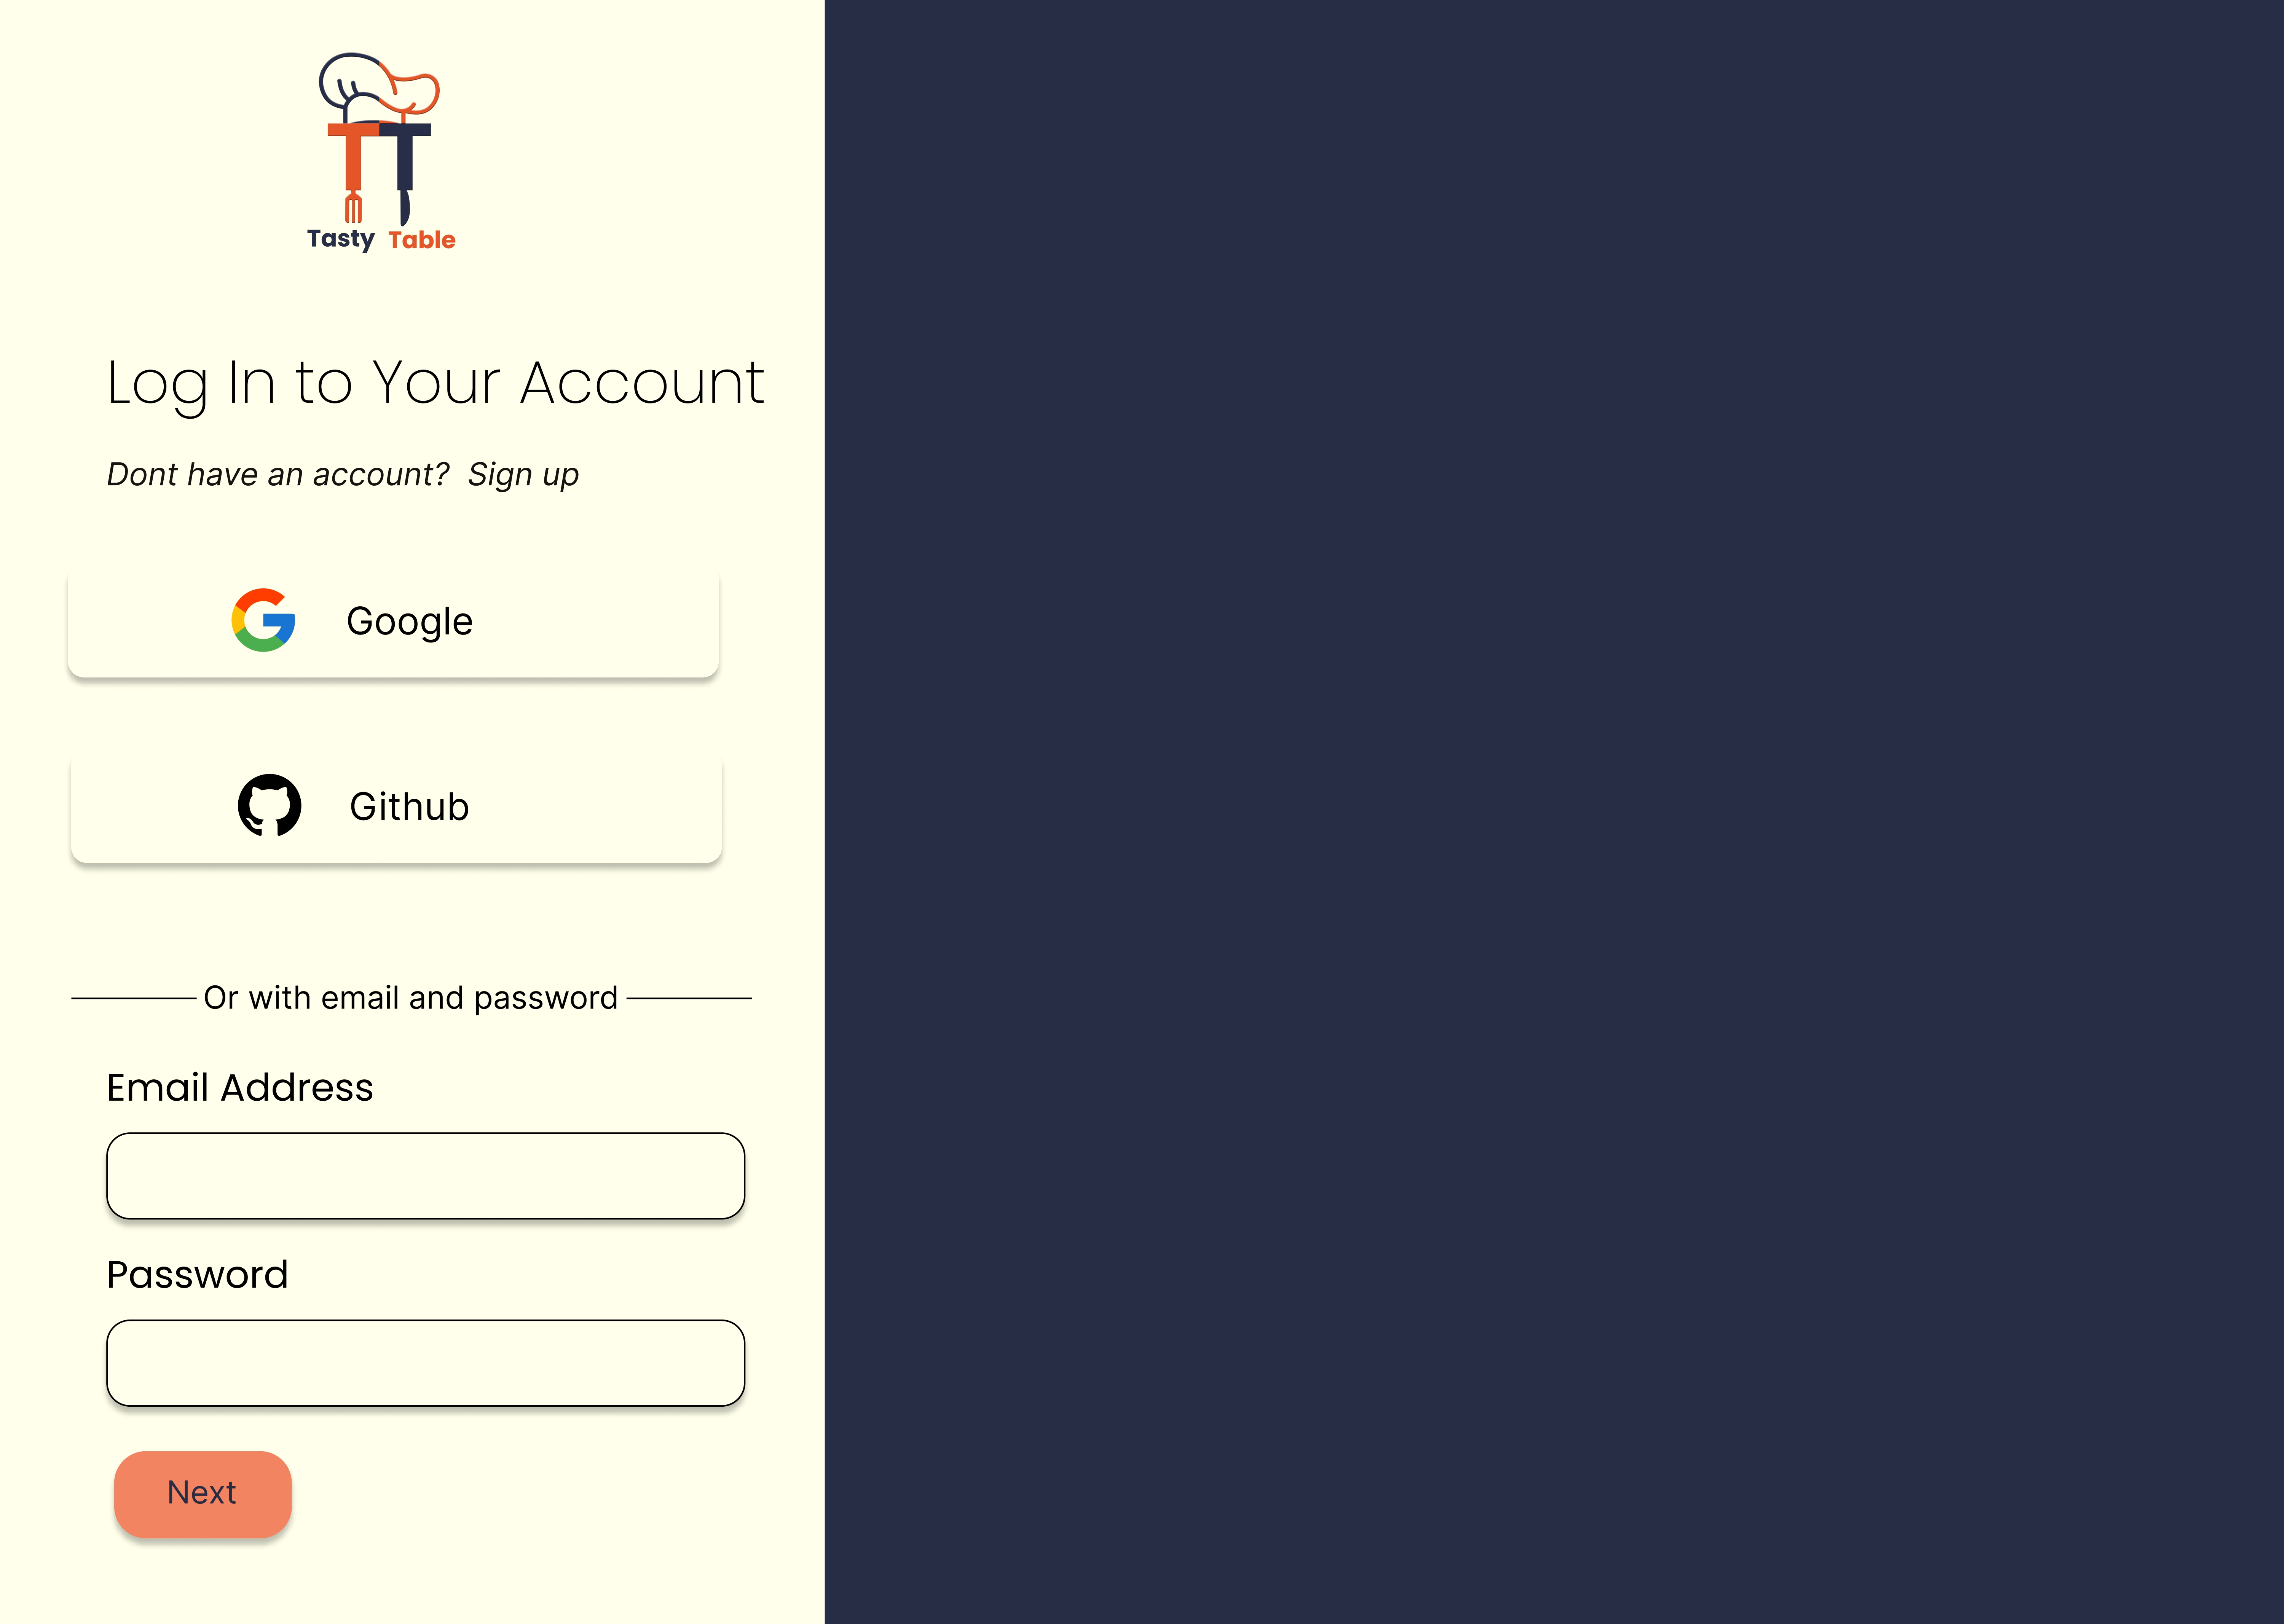 Tasty Table
Log In to Your Account
Dont have an account? Sign up
Google
Github
Or with email and password
Email Address
Password
Next